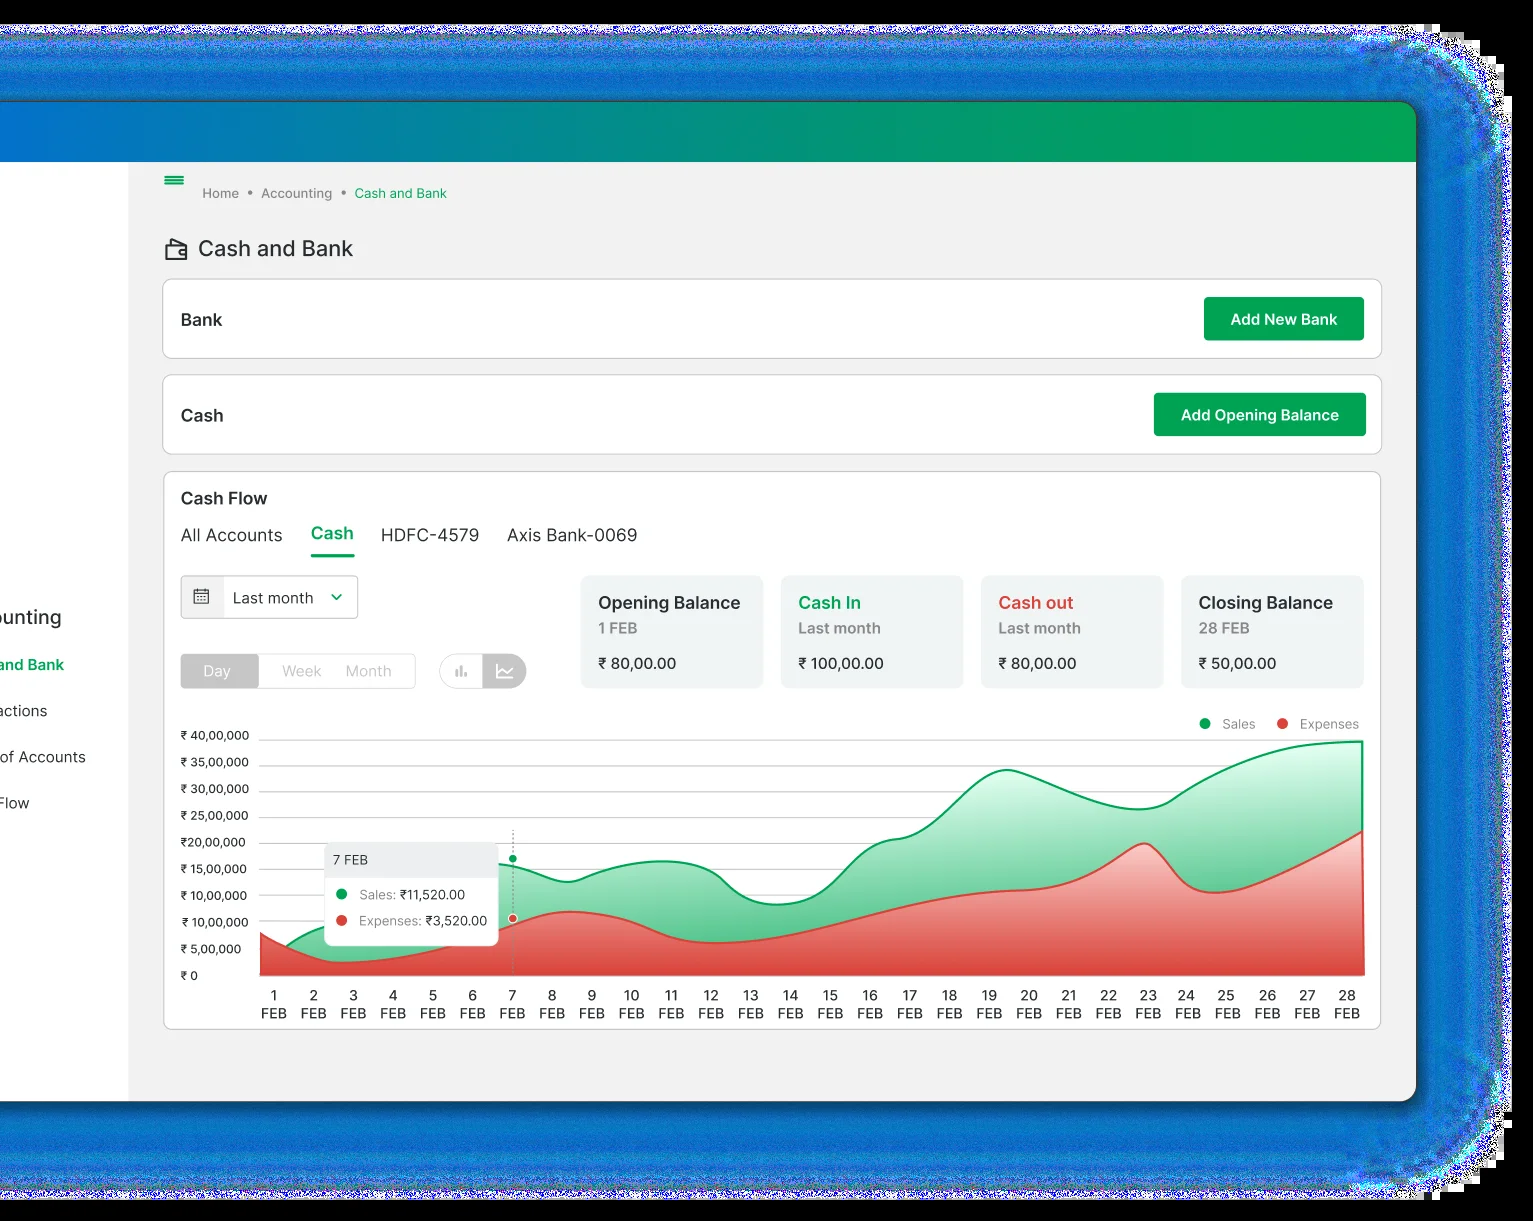 Home • Accounting • Cash and Bank
Cash and Bank
Bank
Add New Bank
Cash
Add Opening Balance
ounting
and Bank
actions
of Accounts
Flow
Cash Flow
All Accounts Cash HDFC-4579 Axis Bank-0069
Last month
Day Week Month
Opening Balance
1 FEB
₹ 80,00.00
Cash In
Last month
₹ 100,00.00
Cash out
Last month
₹ 80,00.00
Closing Balance
28 FEB
₹ 50,00.00
Sales Expenses
₹ 40,00,000
₹ 35,00,000
₹ 30,00,000
₹ 25,00,000
₹20,00,000
₹ 15,00,000
₹ 10,00,000
₹ 10,00,000
₹ 5,00,000
₹ 0
7 FEB
Sales: ₹11,520.00
Expenses: ₹3,520.00
1 2 3 4 5 6 7 8 9 10 11 12 13 14 15 16 17 18 19 20 21 22 23 24 25 26 27 28
FEB FEB FEB FEB FEB FEB FEB FEB FEB FEB FEB FEB FEB FEB FEB FEB FEB FEB FEB FEB FEB FEB FEB FEB FEB FEB FEB FEB